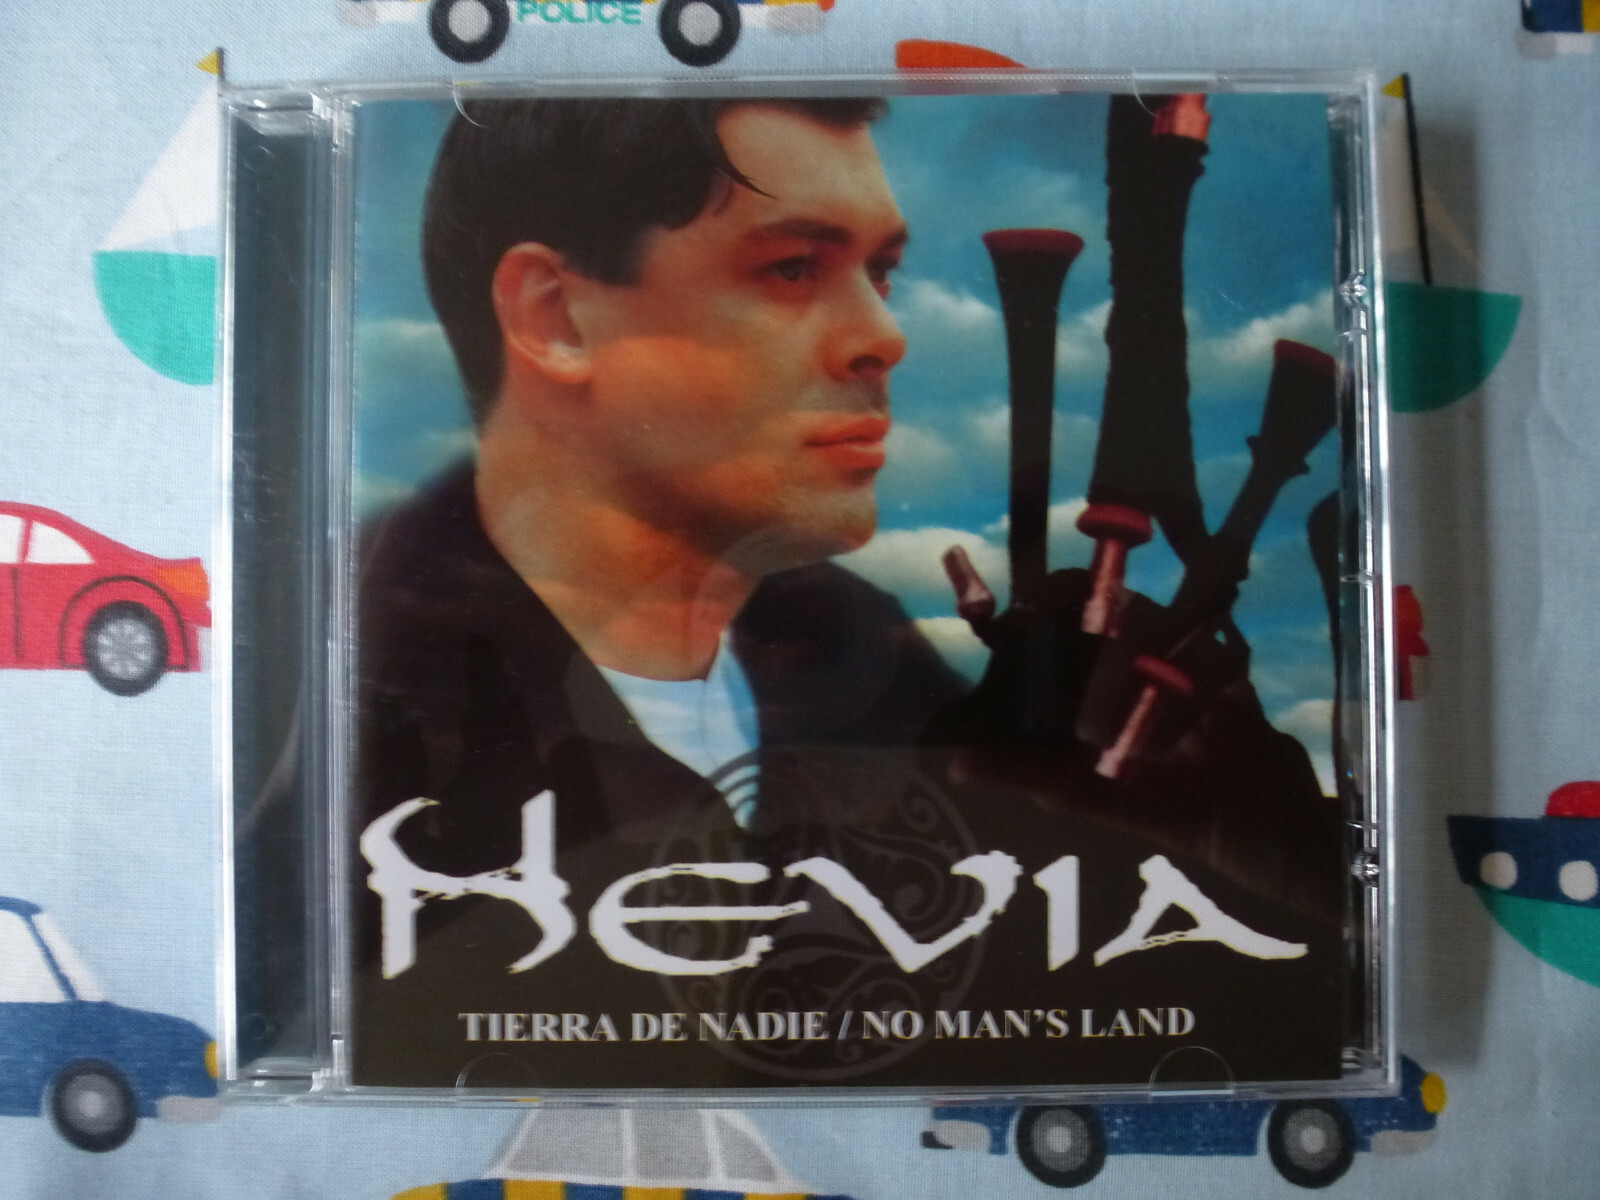 POLICE
HEVIA
TIERRA DE NADIE / NO MAN'S LAND